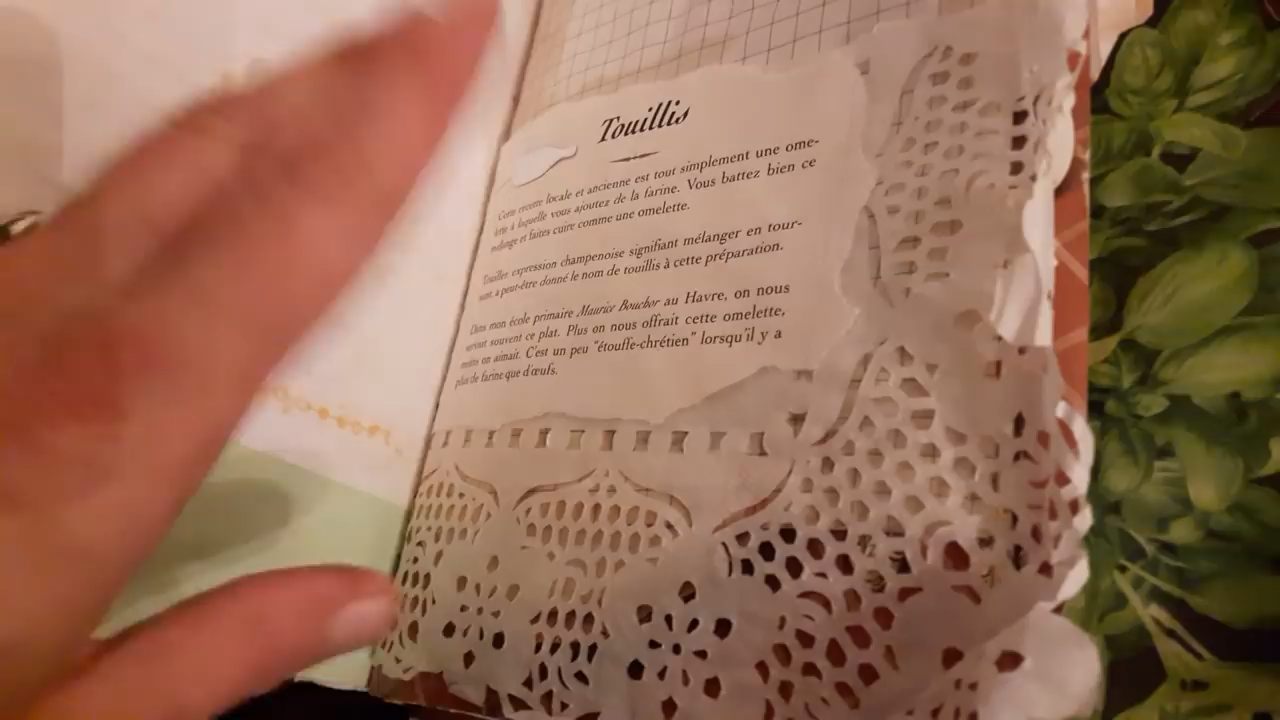 Touillis
Cette recette locale et ancienne est tout simplement une ome-
lette à laquelle vous ajoutez de la farine. Vous battez bien ce
mélange et faites cuire comme une omelette.
Touiller expression champenoise signifiant mélanger en tour-
nant, a peut-être donné le nom de touillis à cette préparation.
Dans mon école primaire Maurice Bouchor au Havre, on nous
servait souvent ce plat. Plus on nous offrait cette omelette,
moins on aimait. C'est un peu "étouffe-chrétien" lorsqu'il y a
plus de farine que d'œufs.